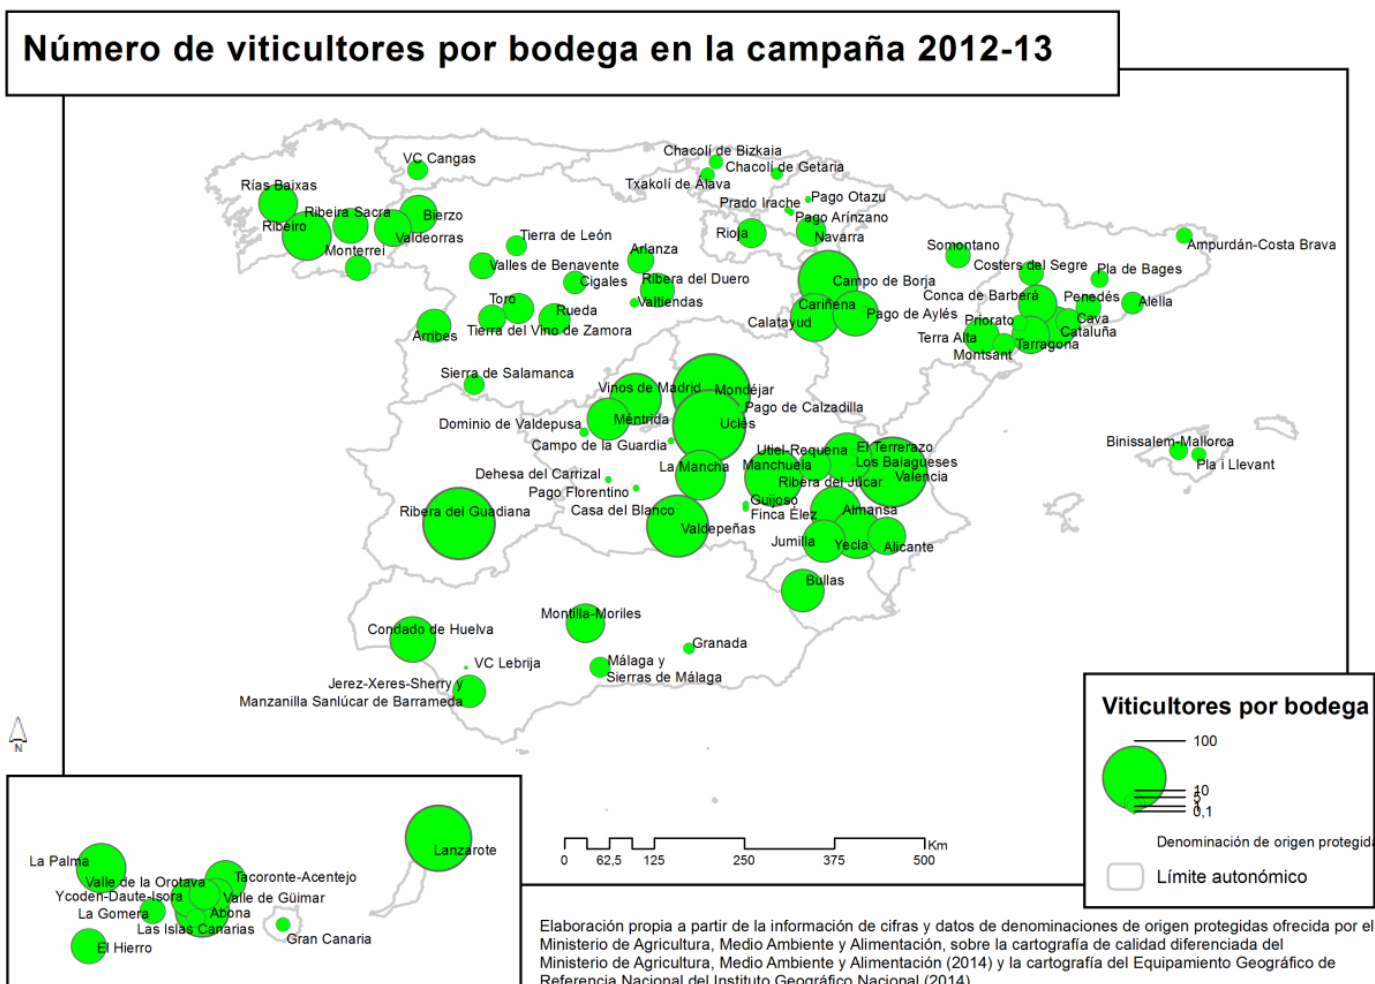 Número de viticultores por bodega en la campaña 2012-13
VC Cangas
Chacolí de Bizkaia
Chacolí de Getaria
Txakolí de Álava
Rías Baixas
Ribeira Sacra
Ribeiro
Bierzo
Valdeorras
Monterrei
Prado Irache
Pago Otazu
Pago Arínzano
Rioja
Navarra
Tierra de León
Arlanza
Valles de Benavente
Cigales
Ribera del Duero
Valtiendas
Toro
Rueda
Tierra del Vino de Zamora
Arribes
Sierra de Salamanca
Somontano
Ampurdán-Costa Brava
Costers del Segre
Pla de Bages
Campo de Borja
Cariñena
Pago de Aylés
Calatayud
Conca de Barberá
Penedés
Alella
Priorato
Cava
Cataluña
Terra Alta
Tarragona
Montsant
Vinos de Madrid
Mondéjar
Pago de Calzadilla
Dominio de Valdepusa
Méntrida
Uclés
Campo de la Guardia
Dehesa del Carrizal
La Mancha
Pago Florentino
Casa del Blanco
Utiel-Requena
El Terrerazo
Manchuela
Los Balagueses
Valencia
Ribera del Júcar
Guijoso
Finca Élez
Almansa
Valdepeñas
Jumilla
Yecla
Alicante
Bullas
Binissalem-Mallorca
Pla i Llevant
Ribera del Guadiana
Condado de Huelva
Montilla-Moriles
Granada
VC Lebrija
Málaga y
Sierras de Málaga
Jerez-Xeres-Sherry y
Manzanilla Sanlúcar de Barrameda
N
La Palma
Lanzarote
Tacoronte-Acentejo
Valle de la Orotava
Ycoden-Daute-Isora
Valle de Güimar
La Gomera
Abona
Las Islas Canarias
El Hierro
Gran Canaria
0 62,5 125 250 375 500 Km
Viticultores por bodega
100
10
5
1
0,1
Denominación de origen protegida
Límite autonómico
Elaboración propia a partir de la información de cifras y datos de denominaciones de origen protegidas ofrecida por el
Ministerio de Agricultura, Medio Ambiente y Alimentación, sobre la cartografía de calidad diferenciada del
Ministerio de Agricultura, Medio Ambiente y Alimentación (2014) y la cartografía del Equipamiento Geográfico de
Referencia Nacional del Instituto Geográfico Nacional (2014)